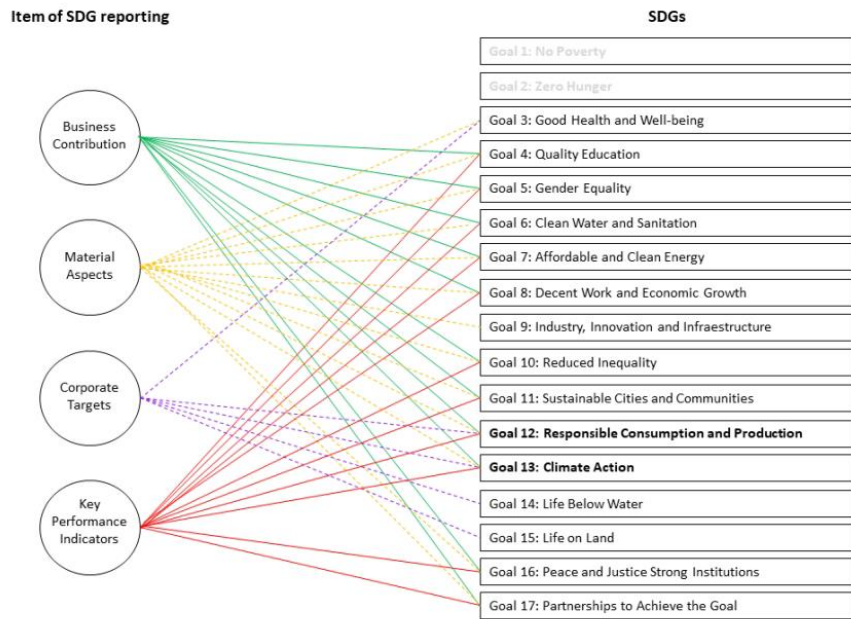 Item of SDG reporting
SDGs
Goal 1: No Poverty
Goal 2: Zero Hunger
Goal 3: Good Health and Well-being
Business
Contribution
Goal 4: Quality Education
Goal 5: Gender Equality
Goal 6: Clean Water and Sanitation
Material
Aspects
Goal 7: Affordable and Clean Energy
Goal 8: Decent Work and Economic Growth
Goal 9: Industry, Innovation and Infraestructure
Goal 10: Reduced Inequality
Corporate
Targets
Goal 11: Sustainable Cities and Communities
Goal 12: Responsible Consumption and Production
Goal 13: Climate Action
Key
Performance
Indicators
Goal 14: Life Below Water
Goal 15: Life on Land
Goal 16: Peace and Justice Strong Institutions
Goal 17: Partnerships to Achieve the Goal